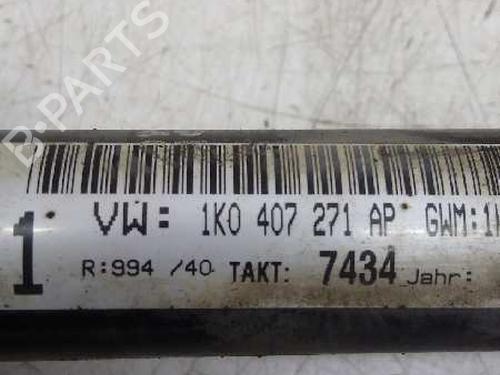 1 VW: 1K0 407 271 AP GWM:
R:994 /40 TAKT: 7434 Jahr:
B-PARTS